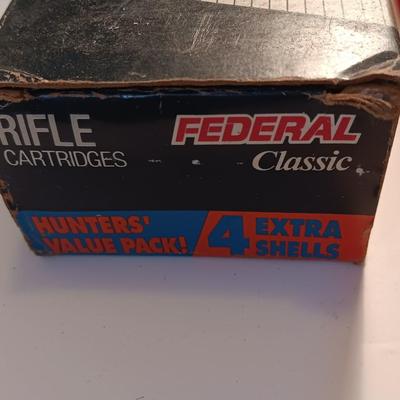 RIFLE
CARTRIDGES
FEDERAL
Classic
HUNTERS'
VALUE PACK!
4 EXTRA
SHELLS